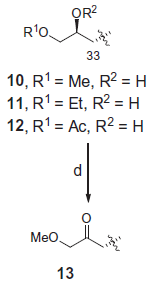 OR²
R¹O
33
10, R¹ = Me, R² = H
11, R¹ = Et, R² = H
12, R¹ = Ac, R² = H
d
O
MeO
13